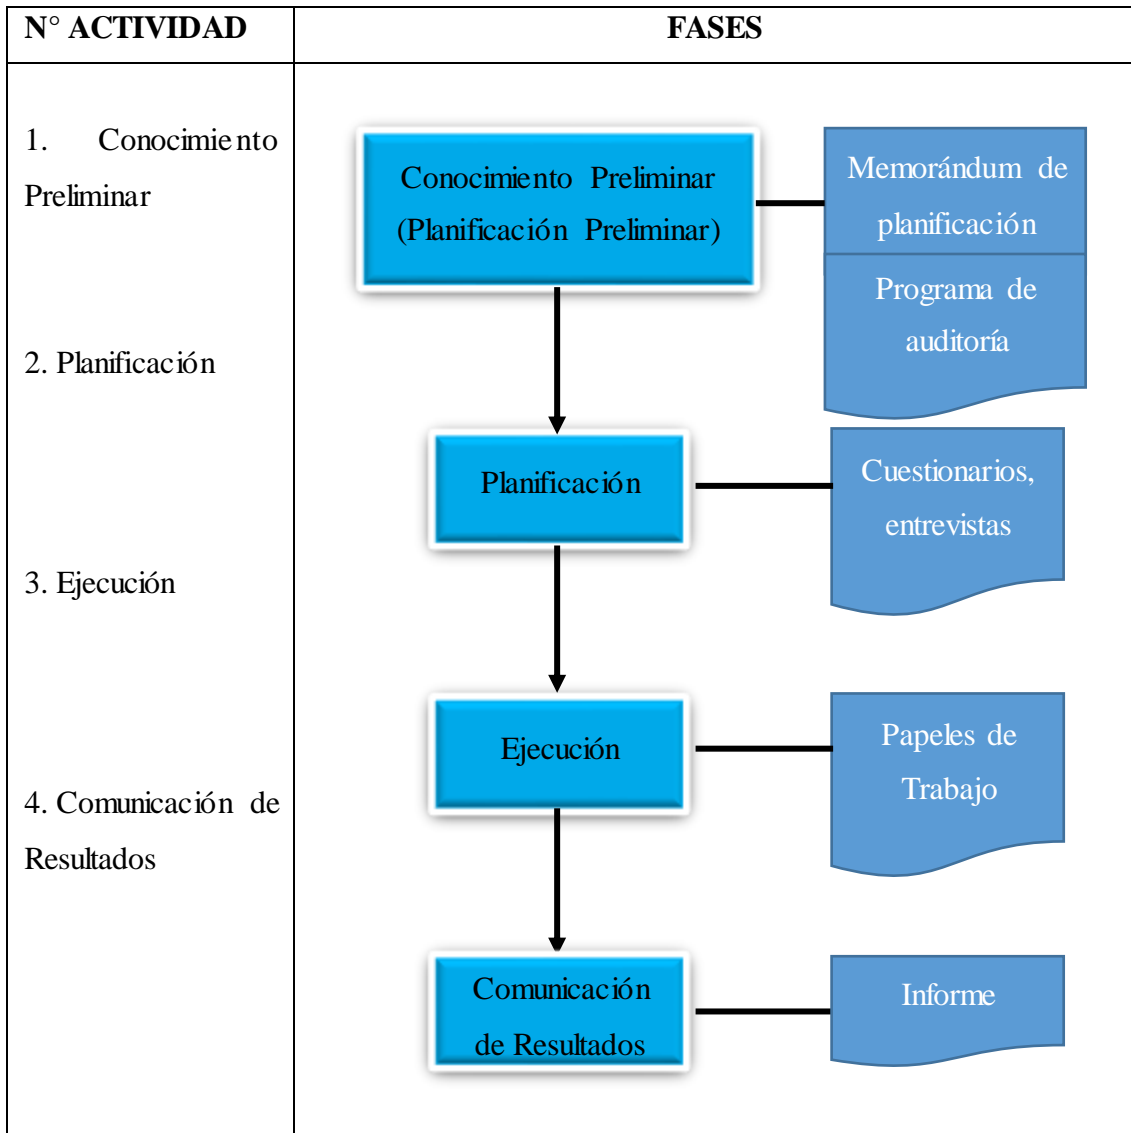 N° ACTIVIDAD
FASES
1. Conocimiento
Preliminar
2. Planificación
3. Ejecución
4. Comunicación de
Resultados
Conocimiento Preliminar
(Planificación Preliminar)
Memorándum de
planificación
Programa de
auditoría
Planificación
Cuestionarios,
entrevistas
Ejecución
Papeles de
Trabajo
Comunicación
de Resultados
Informe